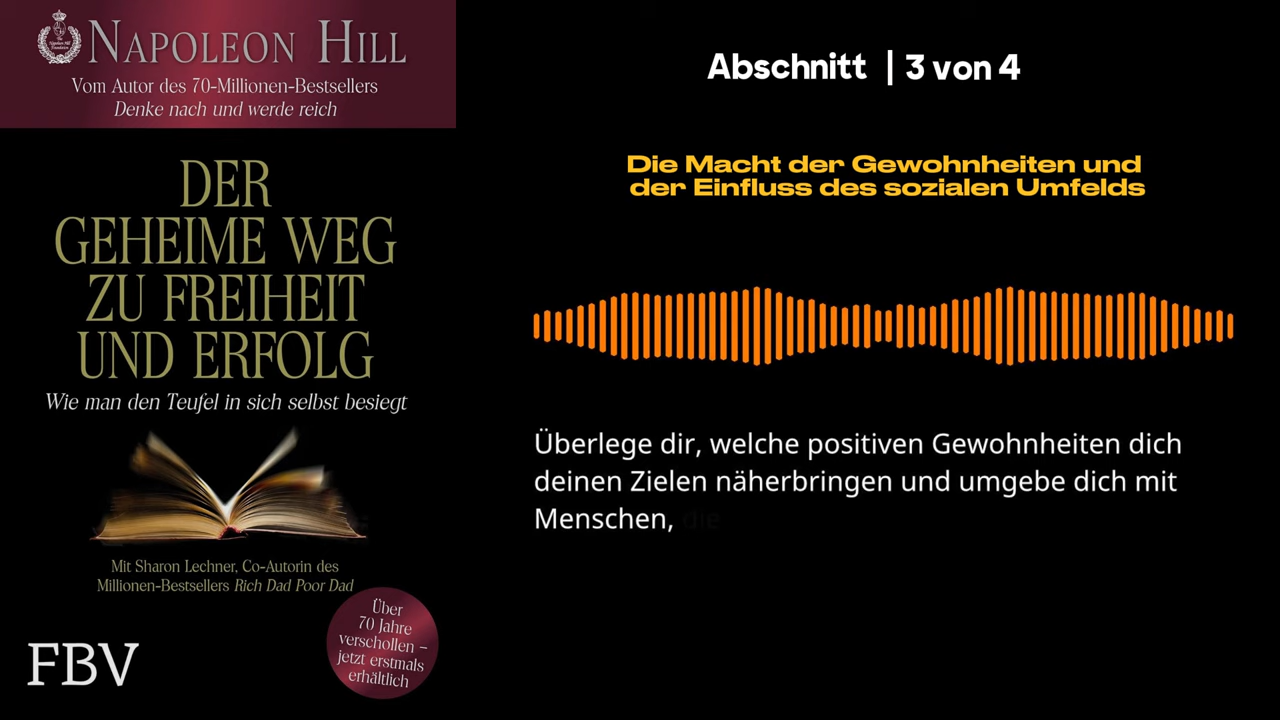 NAPOLEON HILL
Vom Autor des 70-Millionen-Bestsellers
Denke nach und werde reich
DER
GEHEIME WEG
ZU FREIHEIT
UND ERFOLG
Wie man den Teufel in sich selbst besiegt
Mit Sharon Lechner, Co-Autorin des
Millionen-Bestsellers Rich Dad Poor Dad
Über
70 Jahre
verschollen –
jetzt erstmals
erhältlich
FBV
Abschnitt | 3 von 4
Die Macht der Gewohnheiten und
der Einfluss des sozialen Umfelds
Überlege dir, welche positiven Gewohnheiten dich
deinen Zielen näherbringen und umgebe dich mit
Menschen, die